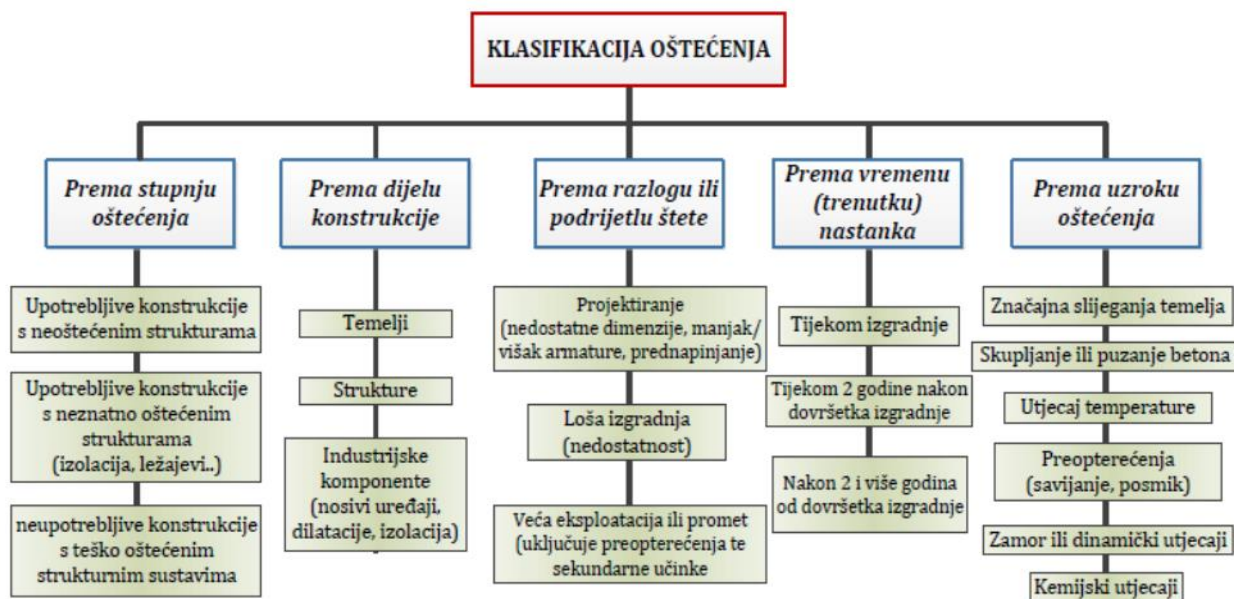 KLASIFIKACIJA OŠTEĆENJA
Prema stupnju
oštećenja
Upotrebljive konstrukcije
s neoštećenim strukturama
Upotrebljive konstrukcije
s neznatno oštećenim
strukturama
(izolacija, ležajevi..)
neupotrebljive konstrukcije
s teško oštećenim
strukturnim sustavima
Prema dijelu
konstrukcije
Temelji
Strukture
Industrijske
komponente
(nosivi uređaji,
dilatacije, izolacija)
Prema razlogu ili
podrijetlu štete
Projektiranje
(nedostatne dimenzije, manjak/
višak armature, prednapinjanje)
Loša izgradnja
(nedostatnost)
Veća eksploatacija ili promet
(uključuje preopterećenja te
sekundarne učinke
Prema vremenu
(trenutku)
nastanka
Tijekom izgradnje
Tijekom 2 godine nakon
dovršetka izgradnje
Nakon 2 i više godina
od dovršetka izgradnje
Prema uzroku
oštećenja
Značajna slijeganja temelja
Skupljanje ili puzanje betona
Utjecaj temperature
Preopterećenja
(savijanje, posmik)
Zamor ili dinamički utjecaji
Kemijski utjecaji